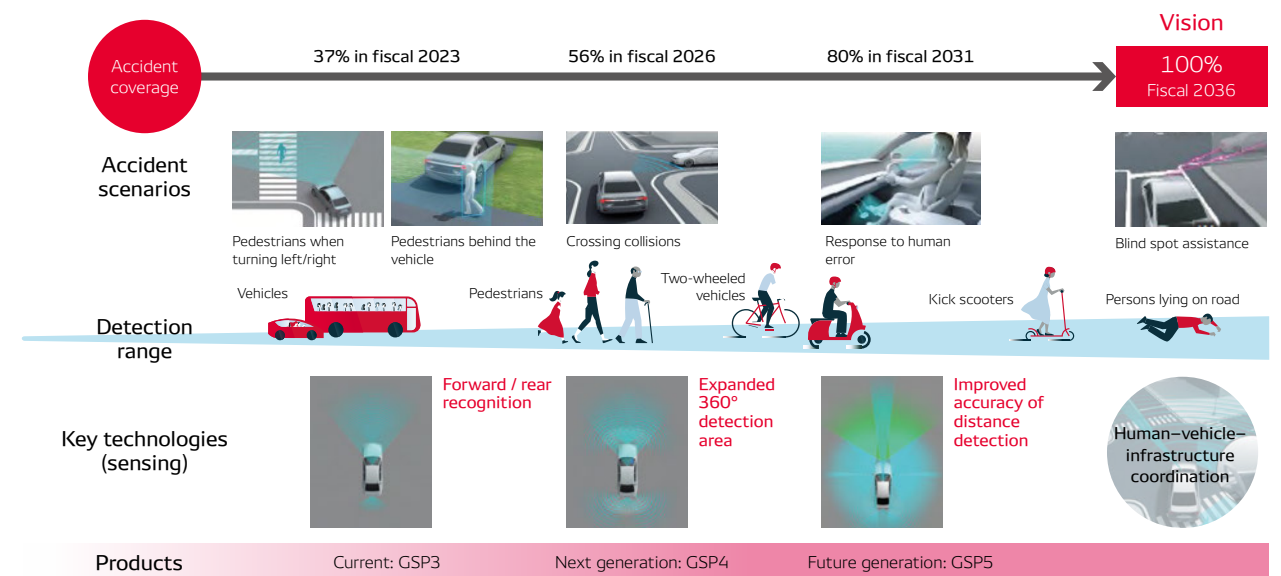 Vision
Accident
coverage
37% in fiscal 2023
56% in fiscal 2026
80% in fiscal 2031
100%
Fiscal 2036
Accident
scenarios
Pedestrians when
turning left/right
Pedestrians behind the
vehicle
Crossing collisions
Response to human
error
Blind spot assistance
Detection
range
Vehicles
Pedestrians
Two-wheeled
vehicles
Kick scooters
Persons lying on road
Key technologies
(sensing)
Forward / rear
recognition
Expanded
360°
detection
area
Improved
accuracy of
distance
detection
Human–vehicle–
infrastructure
coordination
Products
Current: GSP3
Next generation: GSP4
Future generation: GSP5